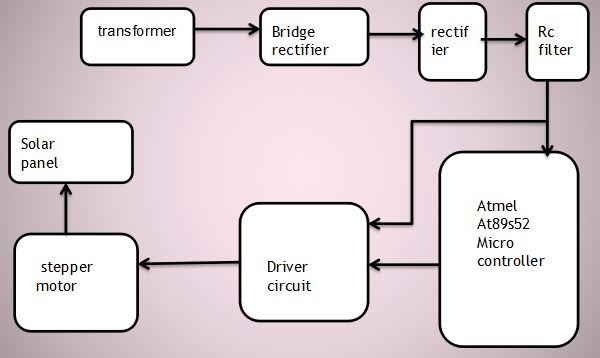 transformer
Bridge
rectifier
rectif
ier
Rc
filter
Solar
panel
Atmel
At89s52
Micro
controller
Driver
circuit
stepper
motor